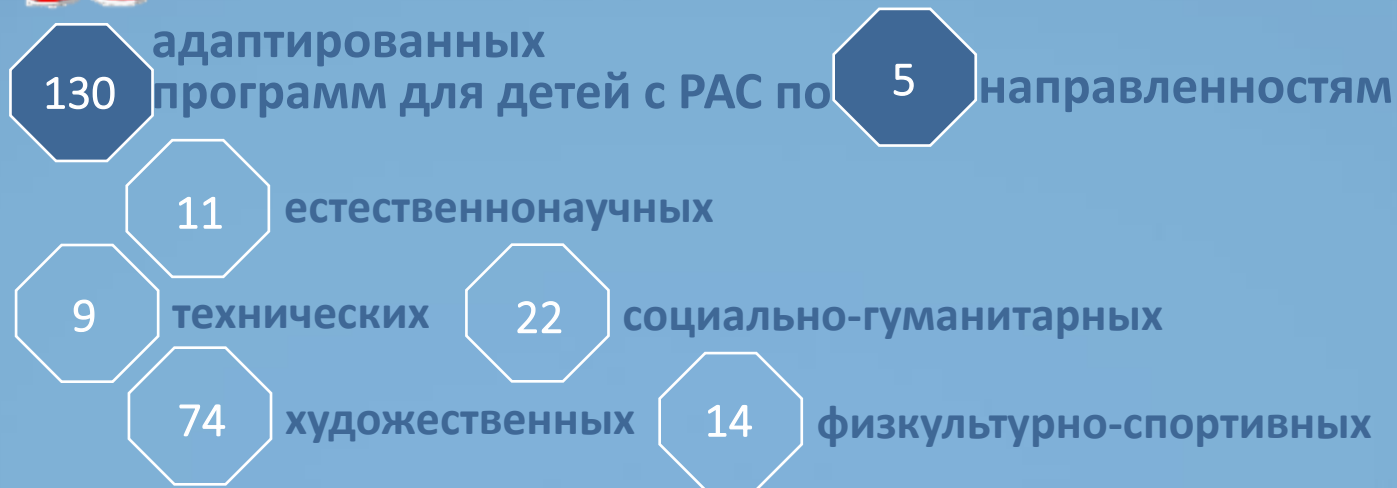 адаптированных
130 программ для детей с РАС по 5 направленностям
11 естественнонаучных
9 технических 22 социально-гуманитарных
74 художественных 14 физкультурно-спортивных